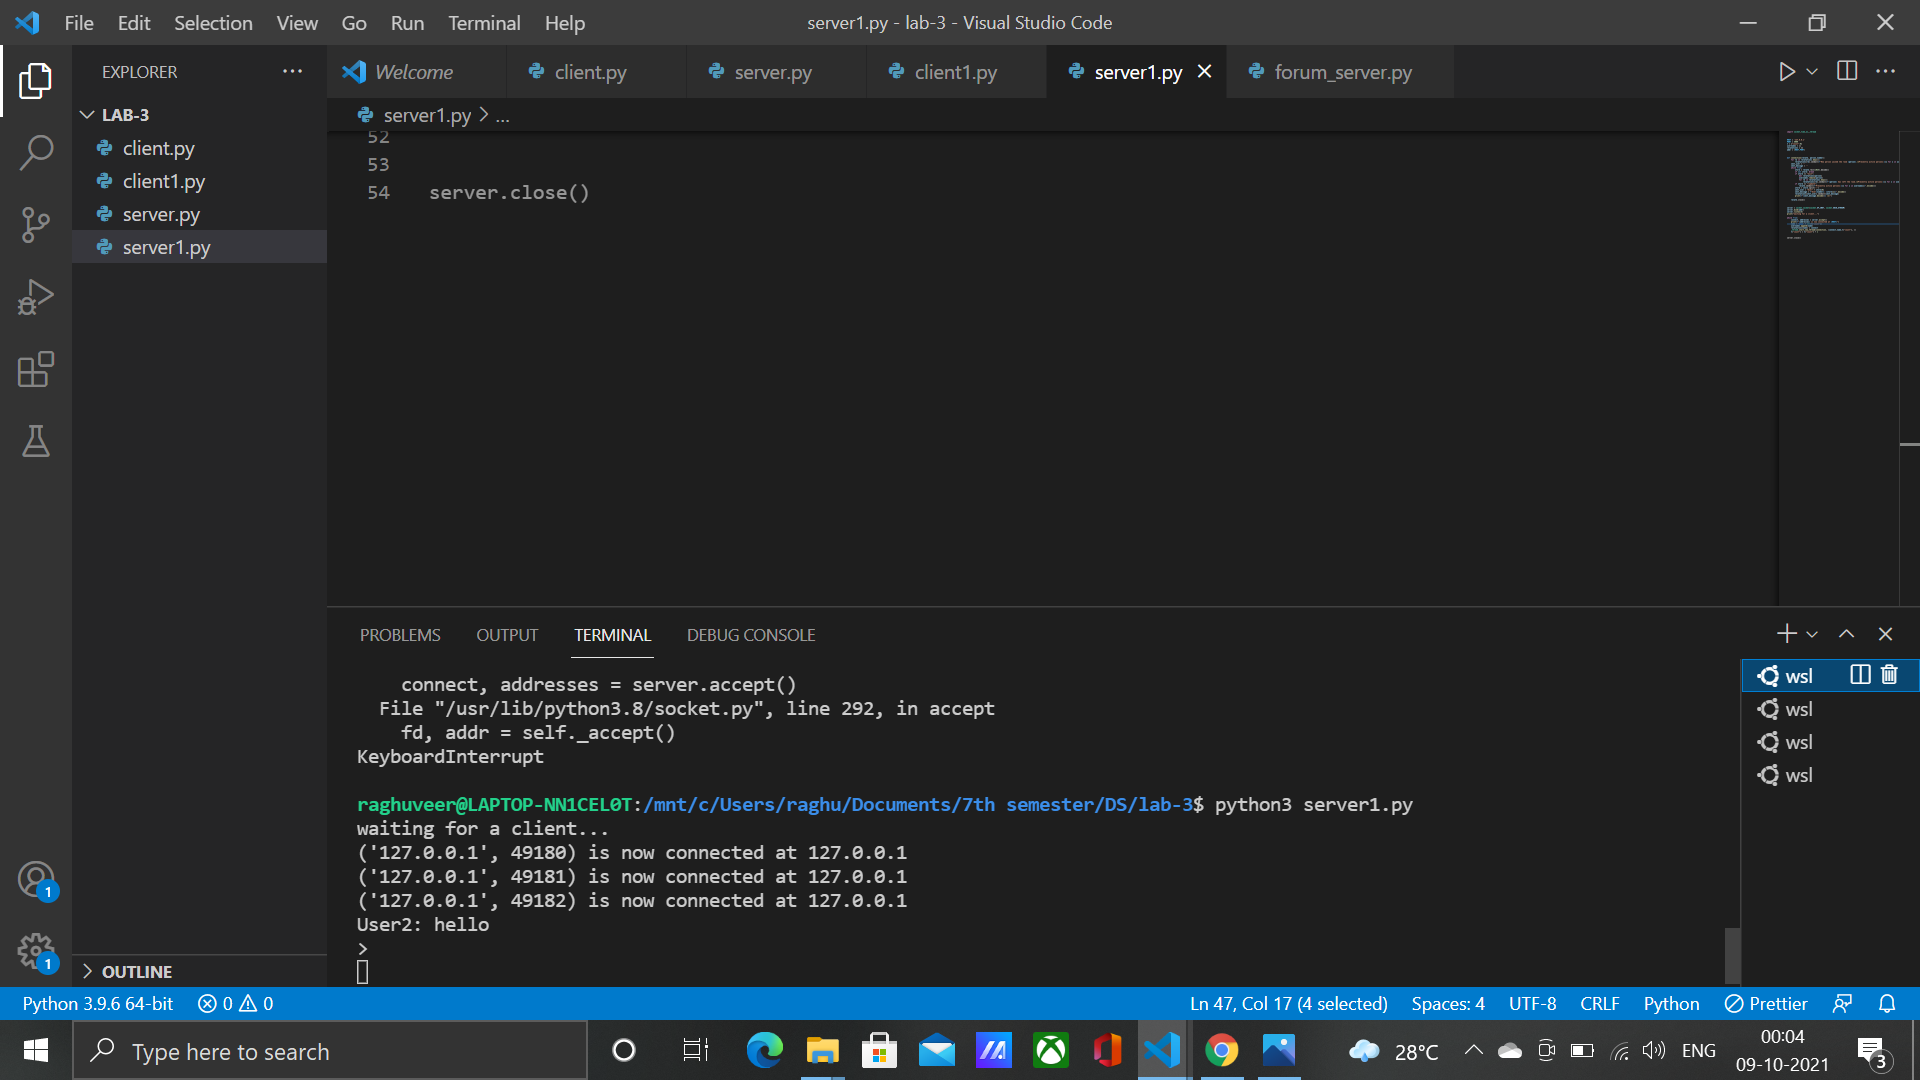 File Edit Selection View Go Run Terminal Help
server1.py - lab-3 - Visual Studio Code
EXPLORER
LAB-3
client.py
client1.py
server.py
server1.py
OUTLINE
Welcome client.py server.py client1.py server1.py forum_server.py
server1.py > ...
52
53
54 server.close()
PROBLEMS OUTPUT TERMINAL DEBUG CONSOLE
connect, addresses = server.accept()
File "/usr/lib/python3.8/socket.py", line 292, in accept
fd, addr = self._accept()
KeyboardInterrupt
raghuveer@LAPTOP-NN1CEL0T:/mnt/c/Users/raghu/Documents/7th semester/DS/lab-3$ python3 server1.py
waiting for a client...
('127.0.0.1', 49180) is now connected at 127.0.0.1
('127.0.0.1', 49181) is now connected at 127.0.0.1
('127.0.0.1', 49182) is now connected at 127.0.0.1
User2: hello
>
wsl
wsl
wsl
wsl
1
1
Python 3.9.6 64-bit 0 0 Ln 47, Col 17 (4 selected) Spaces: 4 UTF-8 CRLF Python Prettier
Type here to search
28°C ENG
00:04
09-10-2021
3